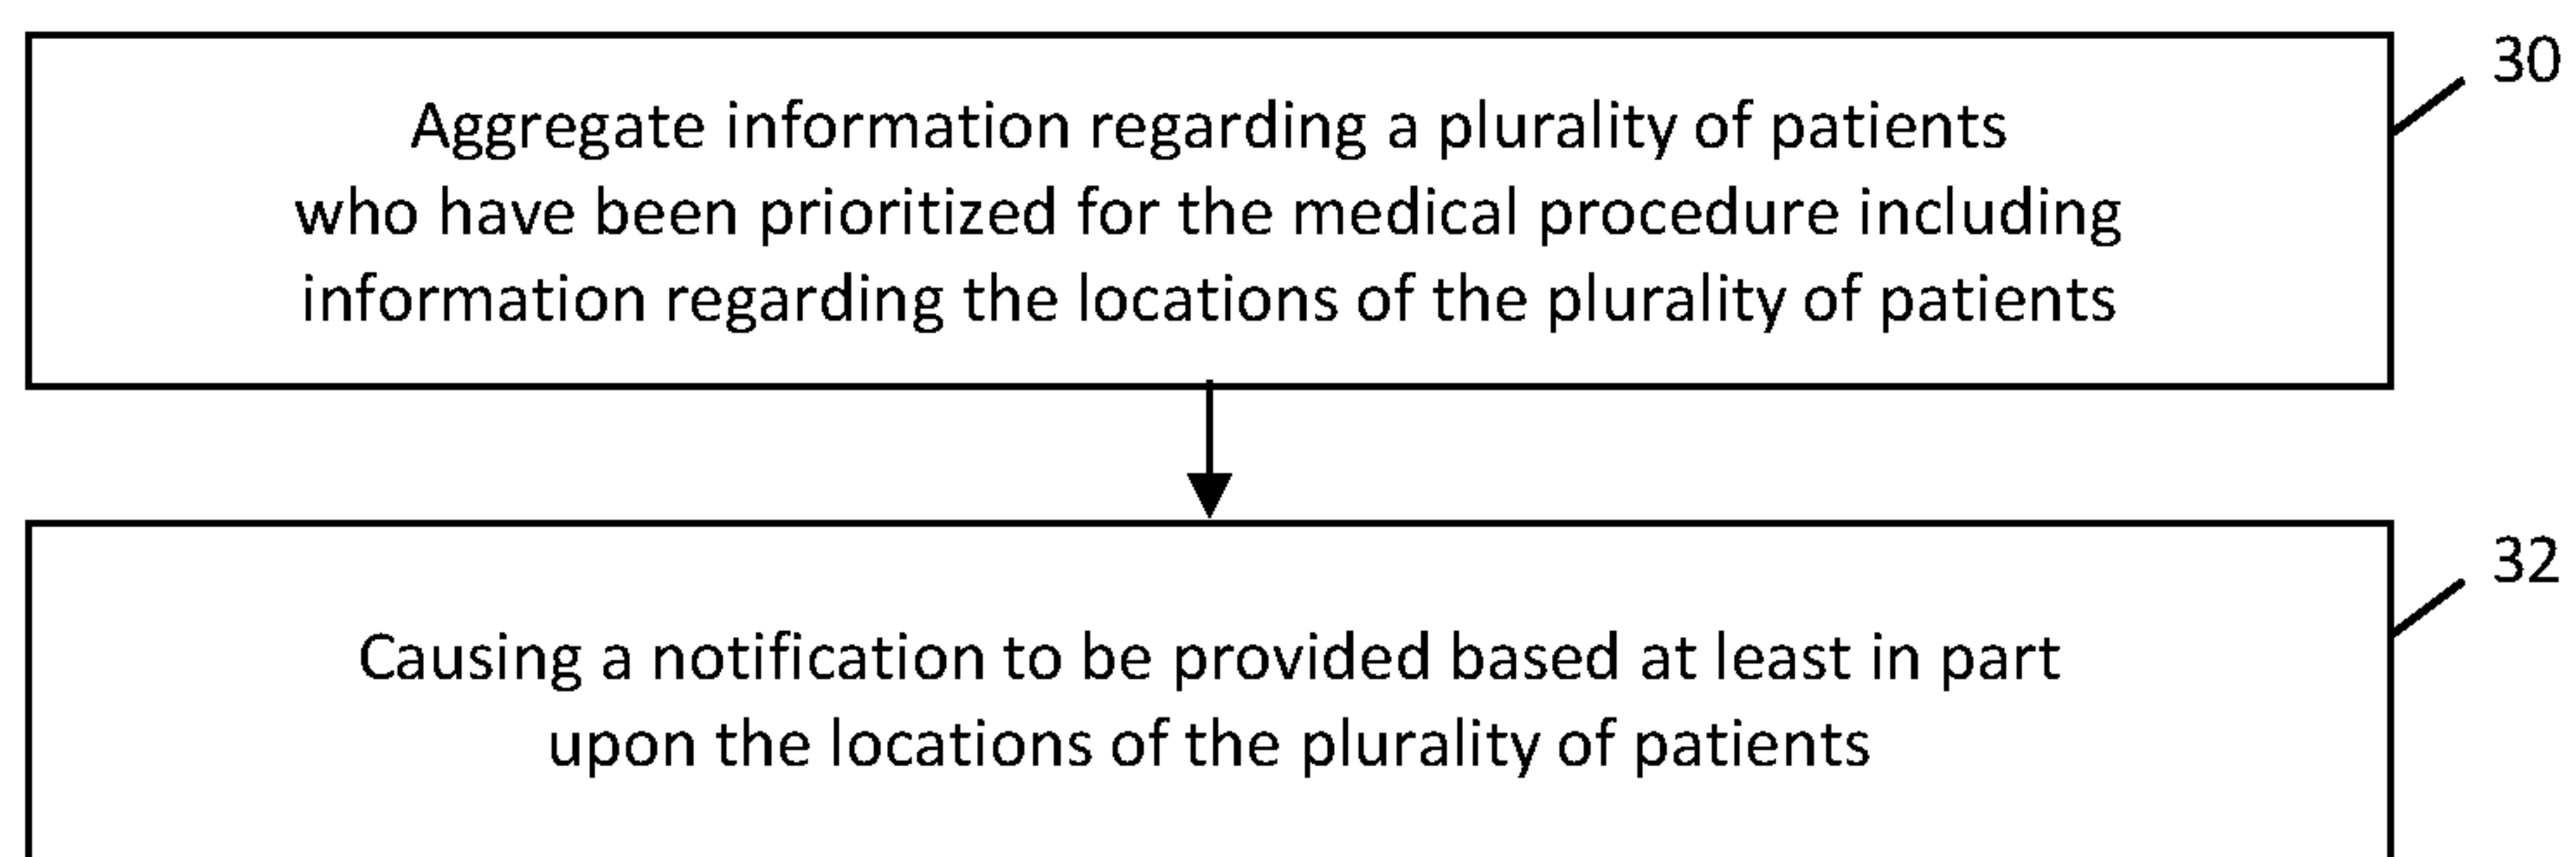 30
Aggregate information regarding a plurality of patients
who have been prioritized for the medical procedure including
information regarding the locations of the plurality of patients
32
Causing a notification to be provided based at least in part
upon the locations of the plurality of patients